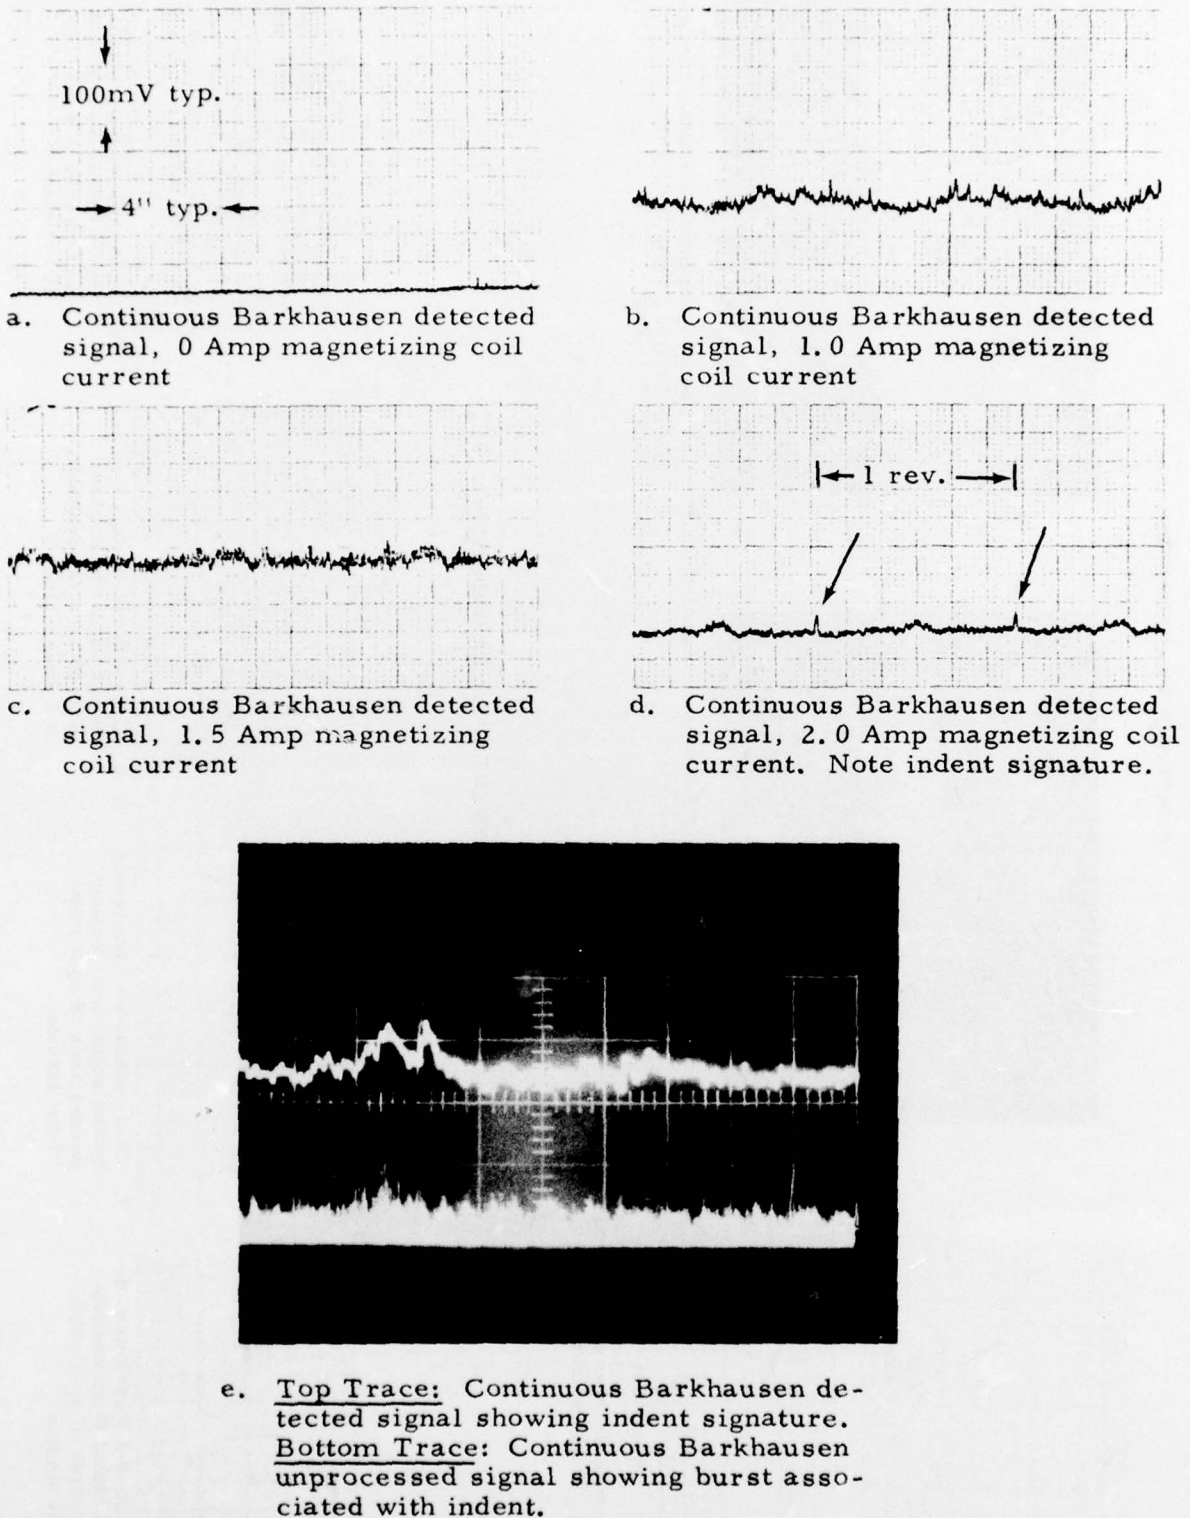 100mV typ.
4" typ.
a. Continuous Barkhausen detected
signal, 0 Amp magnetizing coil
current
b. Continuous Barkhausen detected
signal, 1.0 Amp magnetizing
coil current
c. Continuous Barkhausen detected
signal, 1.5 Amp magnetizing
coil current
1 rev.
d. Continuous Barkhausen detected
signal, 2.0 Amp magnetizing coil
current. Note indent signature.
e. Top Trace: Continuous Barkhausen de-
tected signal showing indent signature.
Bottom Trace: Continuous Barkhausen
unprocessed signal showing burst asso-
ciated with indent.